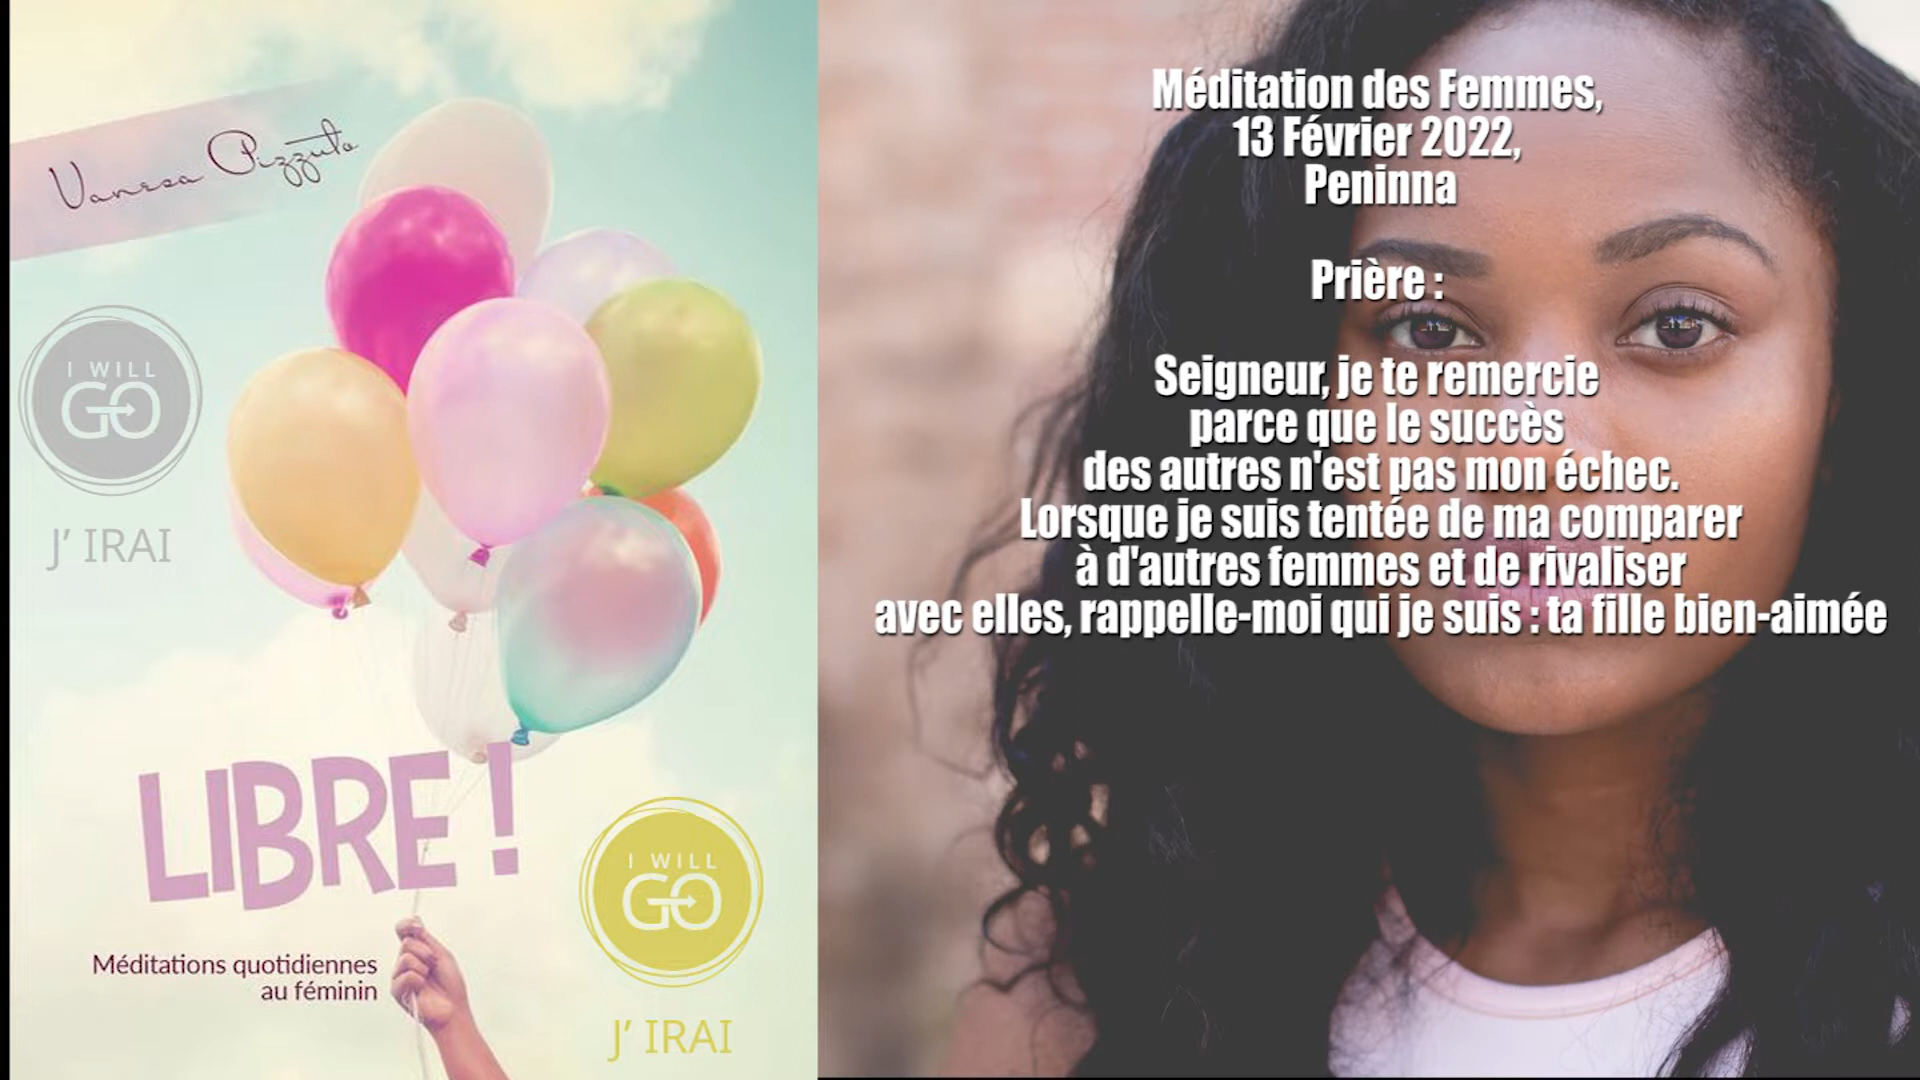 Vanesa Pizzuto
I WILL
GO
J' IRAI
LIBRE !
Méditations quotidiennes
au féminin
I WILL
GO
J' IRAI
Méditation des Femmes,
13 Février 2022,
Peninna
Prière :
Seigneur, je te remercie
parce que le succès
des autres n'est pas mon échec.
Lorsque je suis tentée de ma comparer
à d'autres femmes et de rivaliser
avec elles, rappelle-moi qui je suis : ta fille bien-aimée